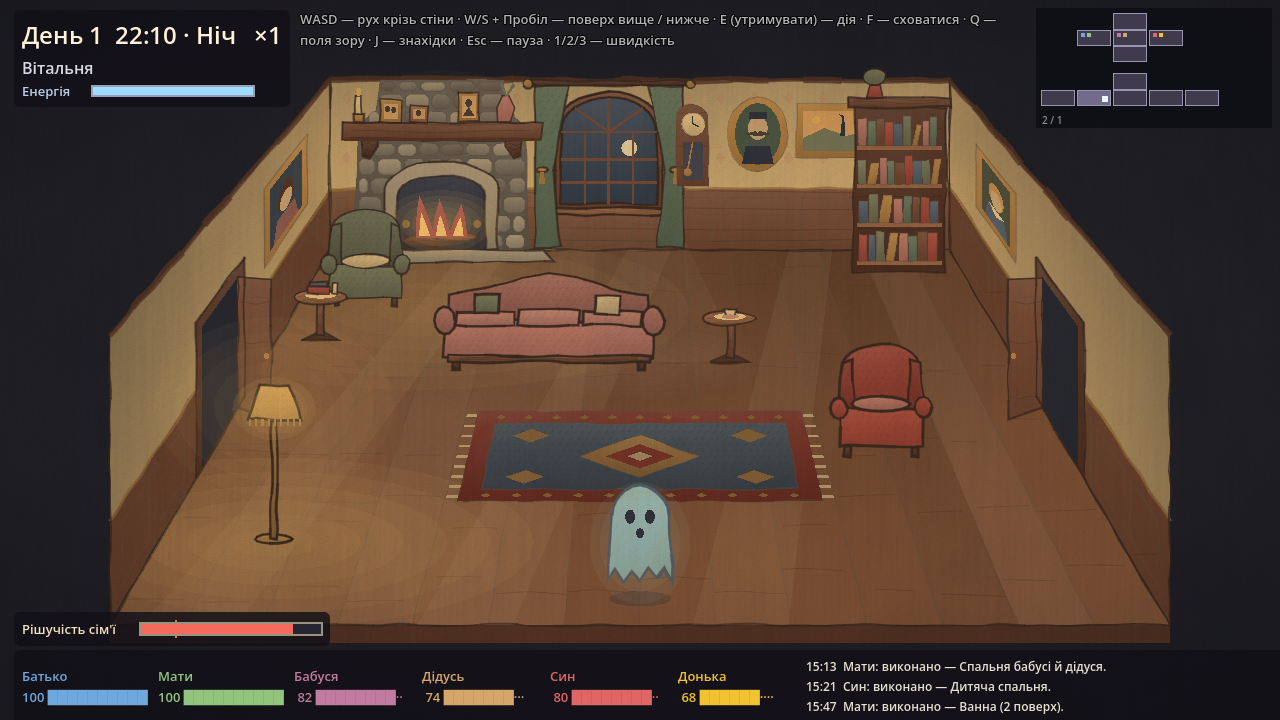 День 1 22:10 · Ніч ×1
Вітальня
Енергія
WASD — рух крізь стіни · W/S + Пробіл — поверх вище / нижче · E (утримувати) — дія · F — сховатися · Q —
поля зору · J — знахідки · Esc — пауза · 1/2/3 — швидкість
2 / 1
Рішучість сім'ї
Батько Мати Бабуся Дідусь Син Донька
100 100 82 74 80 68
15:13 Мати: виконано — Спальня бабусі й дідуся.
15:21 Син: виконано — Дитяча спальня.
15:47 Мати: виконано — Ванна (2 поверх).